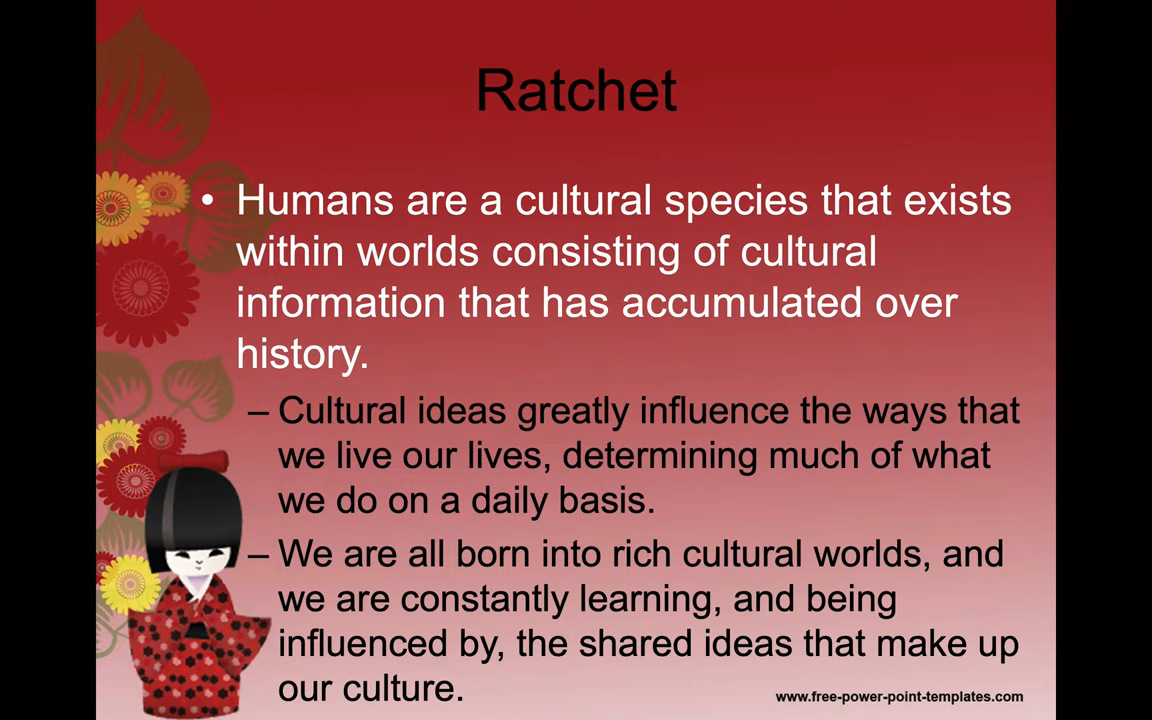 Ratchet
• Humans are a cultural species that exists
within worlds consisting of cultural
information that has accumulated over
history.
– Cultural ideas greatly influence the ways that
we live our lives, determining much of what
we do on a daily basis.
– We are all born into rich cultural worlds, and
we are constantly learning, and being
influenced by, the shared ideas that make up
our culture.
www.free-power-point-templates.com